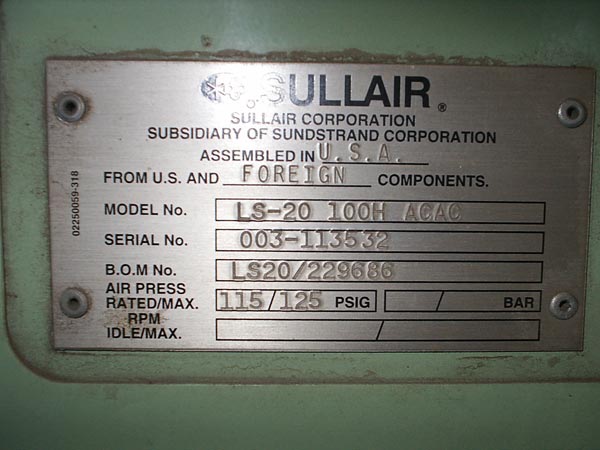 SULLAIR®
SULLAIR CORPORATION
SUBSIDIARY OF SUNDSTRAND CORPORATION
ASSEMBLED IN U.S.A.
FROM U.S. AND FOREIGN COMPONENTS.
MODEL No. LS-20 100H ACAC
SERIAL No. 003-113532
B.O.M No. LS20/229686
AIR PRESS
RATED/MAX. 115/125 PSIG / BAR
RPM
IDLE/MAX. /
02250059-318